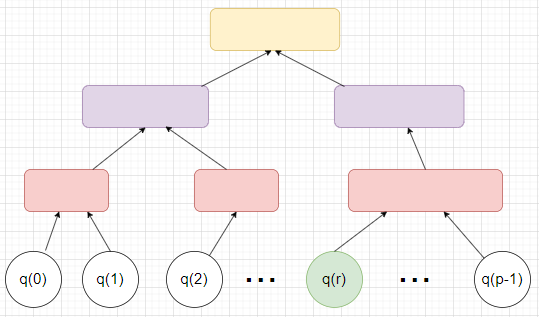 q(0) q(1) q(2) ... q(r) ... q(p-1)